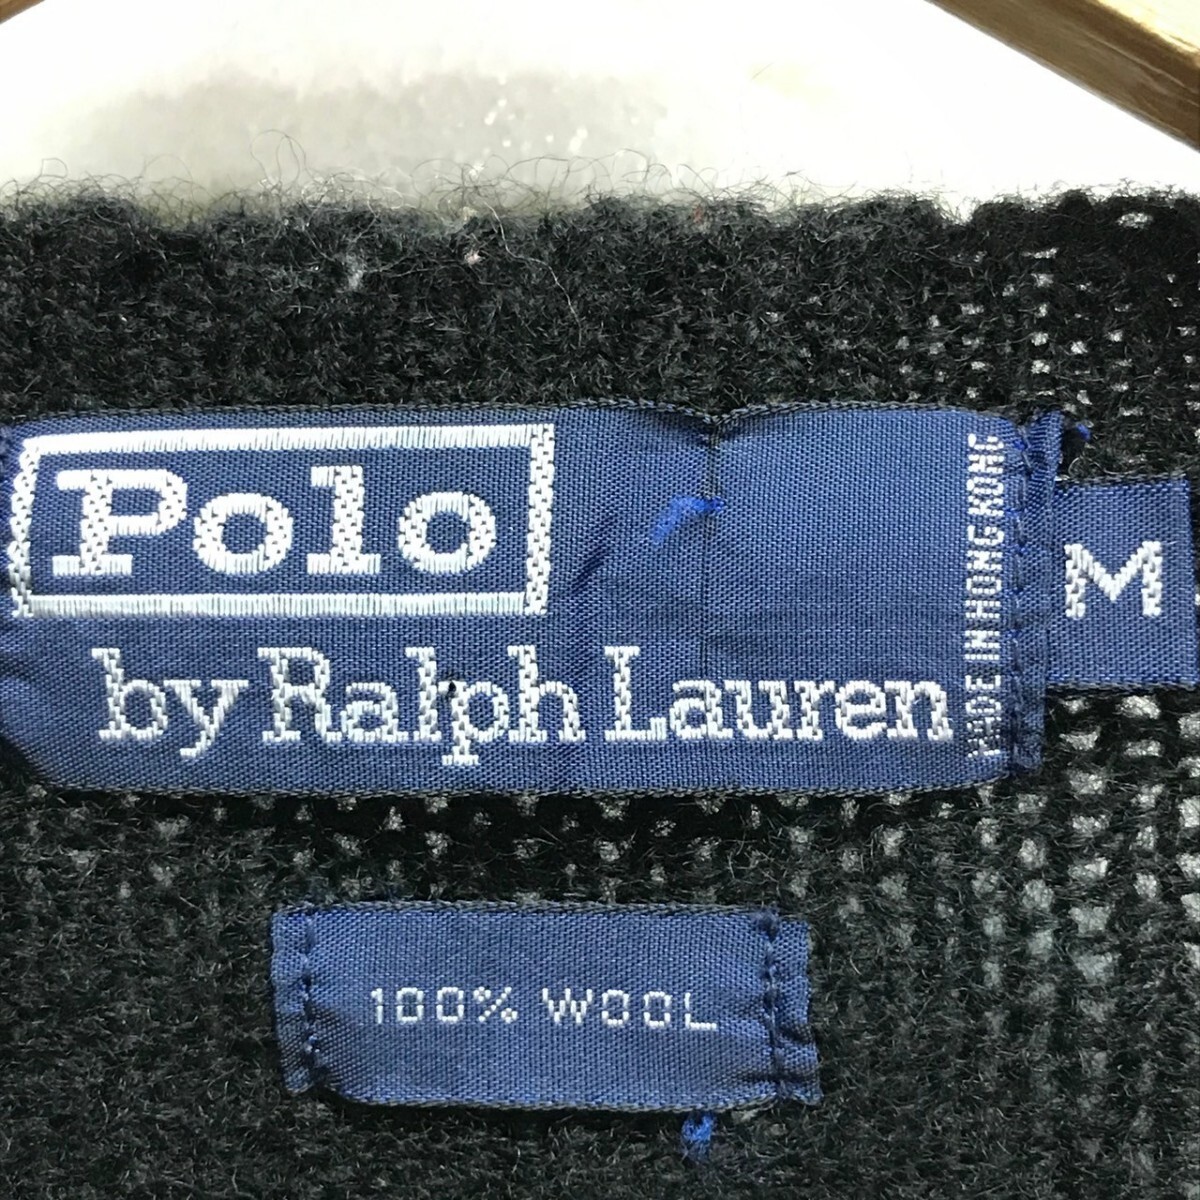 Polo
by Ralph Lauren
MADE IN HONG KONG
M
100% WOOL